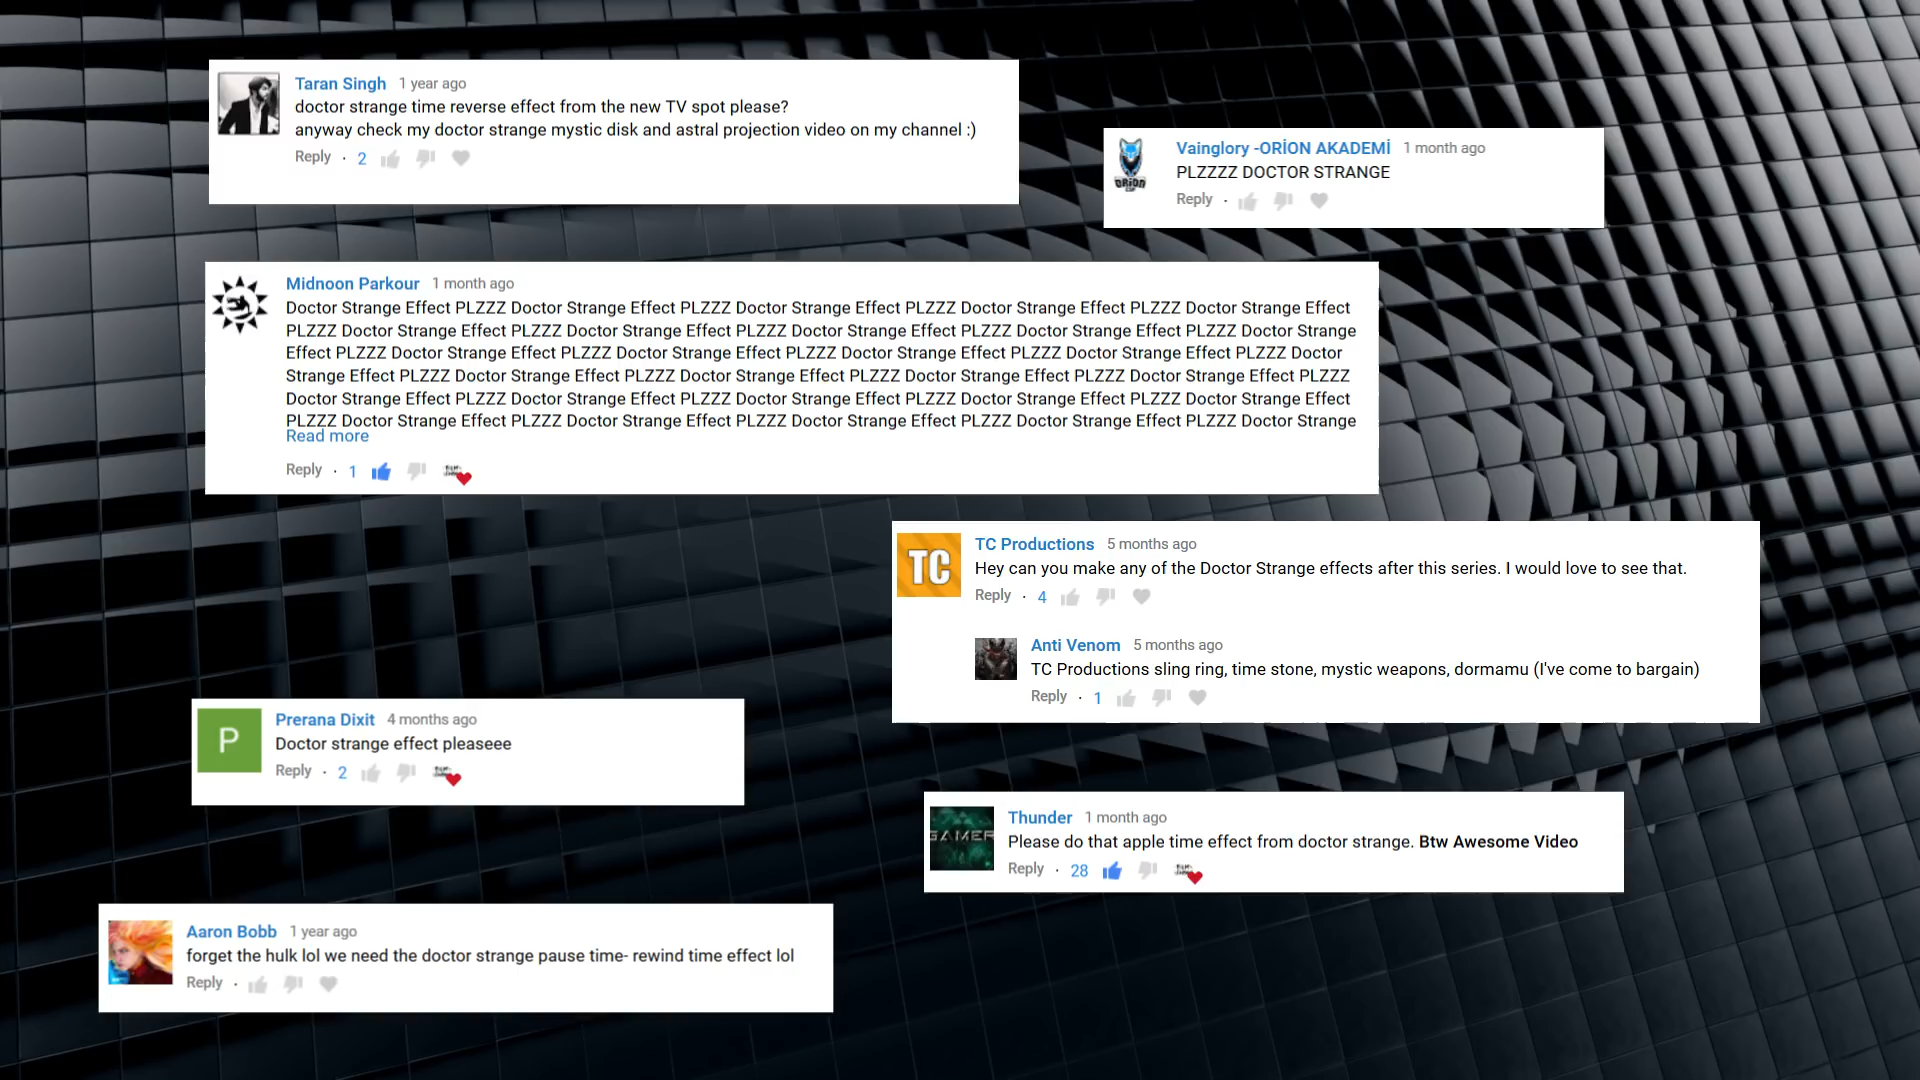 Taran Singh 1 year ago
doctor strange time reverse effect from the new TV spot please?
anyway check my doctor strange mystic disk and astral projection video on my channel :)
Reply · 2
ORiON
Vainglory -ORİON AKADEMİ 1 month ago
PLZZZZ DOCTOR STRANGE
Reply ·
Midnoon Parkour 1 month ago
Doctor Strange Effect PLZZZ Doctor Strange Effect PLZZZ Doctor Strange Effect PLZZZ Doctor Strange Effect PLZZZ Doctor Strange Effect
PLZZZ Doctor Strange Effect PLZZZ Doctor Strange Effect PLZZZ Doctor Strange Effect PLZZZ Doctor Strange Effect PLZZZ Doctor Strange
Effect PLZZZ Doctor Strange Effect PLZZZ Doctor Strange Effect PLZZZ Doctor Strange Effect PLZZZ Doctor Strange Effect PLZZZ Doctor
Strange Effect PLZZZ Doctor Strange Effect PLZZZ Doctor Strange Effect PLZZZ Doctor Strange Effect PLZZZ Doctor Strange Effect PLZZZ
Doctor Strange Effect PLZZZ Doctor Strange Effect PLZZZ Doctor Strange Effect PLZZZ Doctor Strange Effect PLZZZ Doctor Strange Effect
PLZZZ Doctor Strange Effect PLZZZ Doctor Strange Effect PLZZZ Doctor Strange Effect PLZZZ Doctor Strange Effect PLZZZ Doctor Strange
Read more
Reply · 1
TC
TC Productions 5 months ago
Hey can you make any of the Doctor Strange effects after this series. I would love to see that.
Reply · 4
Anti Venom 5 months ago
TC Productions sling ring, time stone, mystic weapons, dormamu (I've come to bargain)
Reply · 1
P
Prerana Dixit 4 months ago
Doctor strange effect pleaseee
Reply · 2
GAMER
Thunder 1 month ago
Please do that apple time effect from doctor strange. Btw Awesome Video
Reply · 28
Aaron Bobb 1 year ago
forget the hulk lol we need the doctor strange pause time- rewind time effect lol
Reply ·